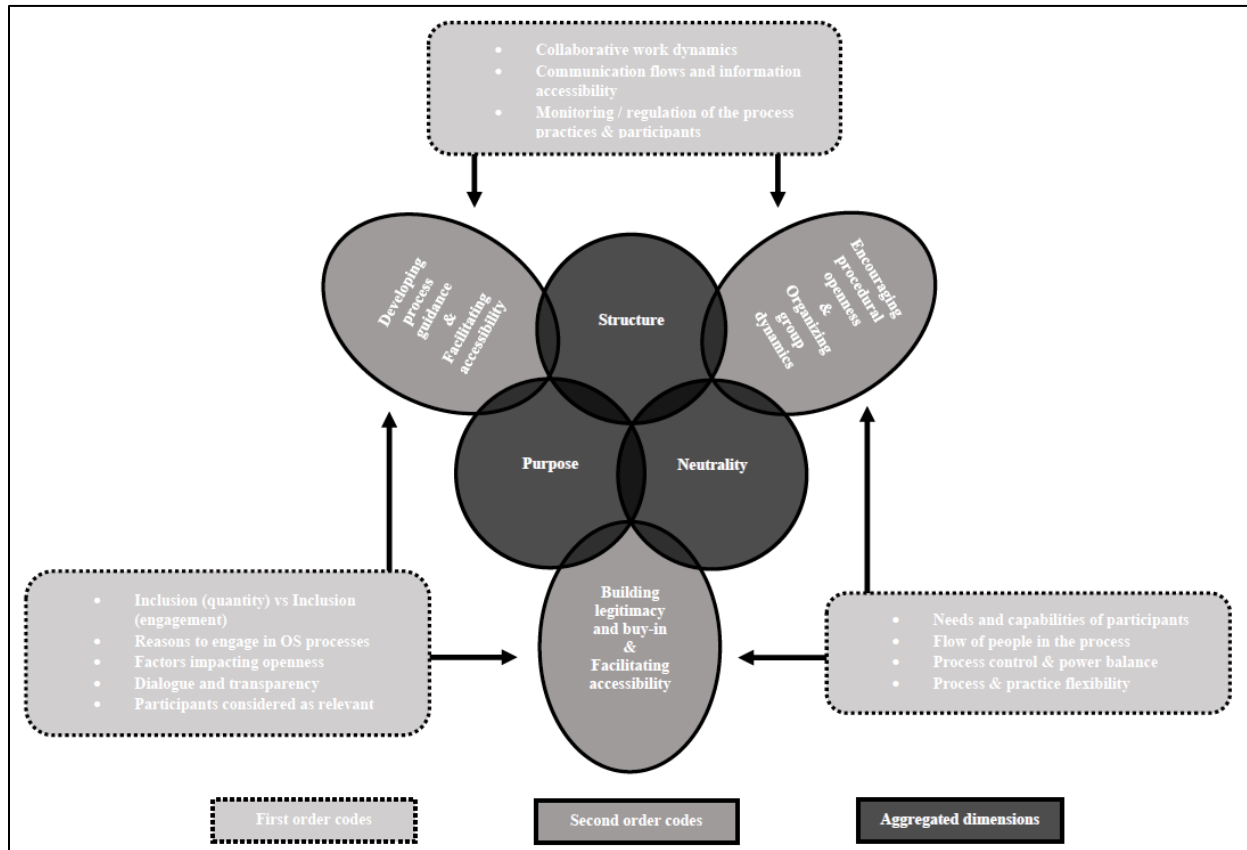 • Collaborative work dynamics
• Communication flows and information
accessibility
• Monitoring / regulation of the process
practices & participants
Developing
process
guidance
&
Facilitating
accessibility
Structure
Encouraging
procedural
openness
&
Organizing
group
dynamics
Purpose
Neutrality
• Inclusion (quantity) vs Inclusion
(engagement)
• Reasons to engage in OS processes
• Factors impacting openness
• Dialogue and transparency
• Participants considered as relevant
Building
legitimacy
and buy-in
&
Facilitating
accessibility
• Needs and capabilities of participants
• Flow of people in the process
• Process control & power balance
• Process & practice flexibility
First order codes
Second order codes
Aggregated dimensions